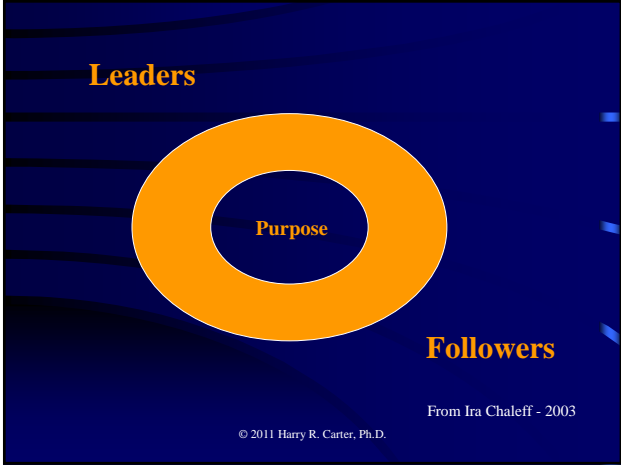 Leaders
Purpose
Followers
From Ira Chaleff - 2003
© 2011 Harry R. Carter, Ph.D.